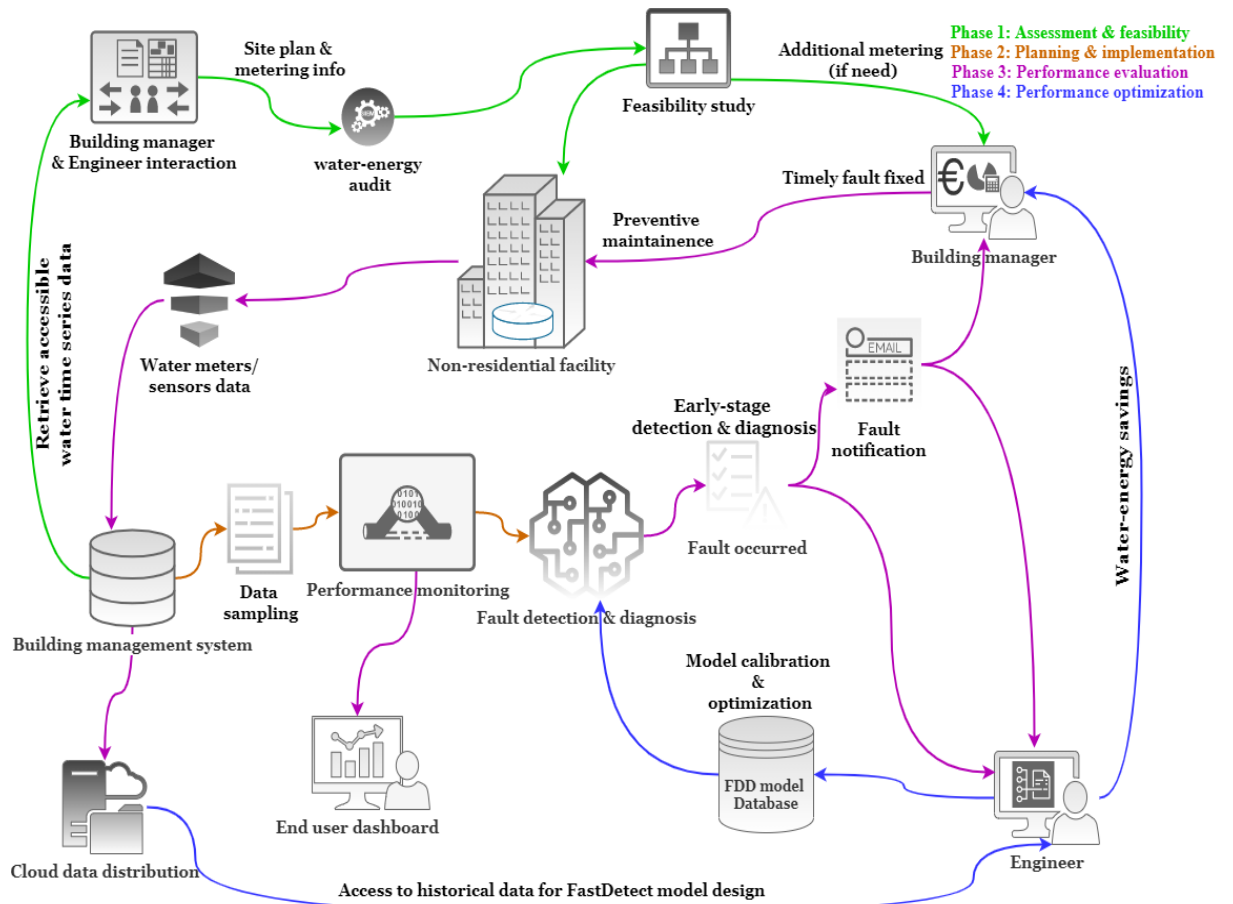 Phase 1: Assessment & feasibility
Phase 2: Planning & implementation
Phase 3: Performance evaluation
Phase 4: Performance optimization
Site plan &
metering info
Additional metering
(if need)
Feasibility study
Building manager
& Engineer interaction
water-energy
audit
Timely fault fixed
Preventive
maintainence
€
Building manager
Retrieve accessible
water time series data
Water meters/
sensors data
Non-residential facility
EMAIL
Fault
notification
Early-stage
detection & diagnosis
Water-energy savings
0101
010010
0100
Fault occurred
Data
sampling
Performance monitoring
Fault detection & diagnosis
Building management system
Model calibration
&
optimization
FDD model
Database
End user dashboard
Engineer
Cloud data distribution
Access to historical data for FastDetect model design